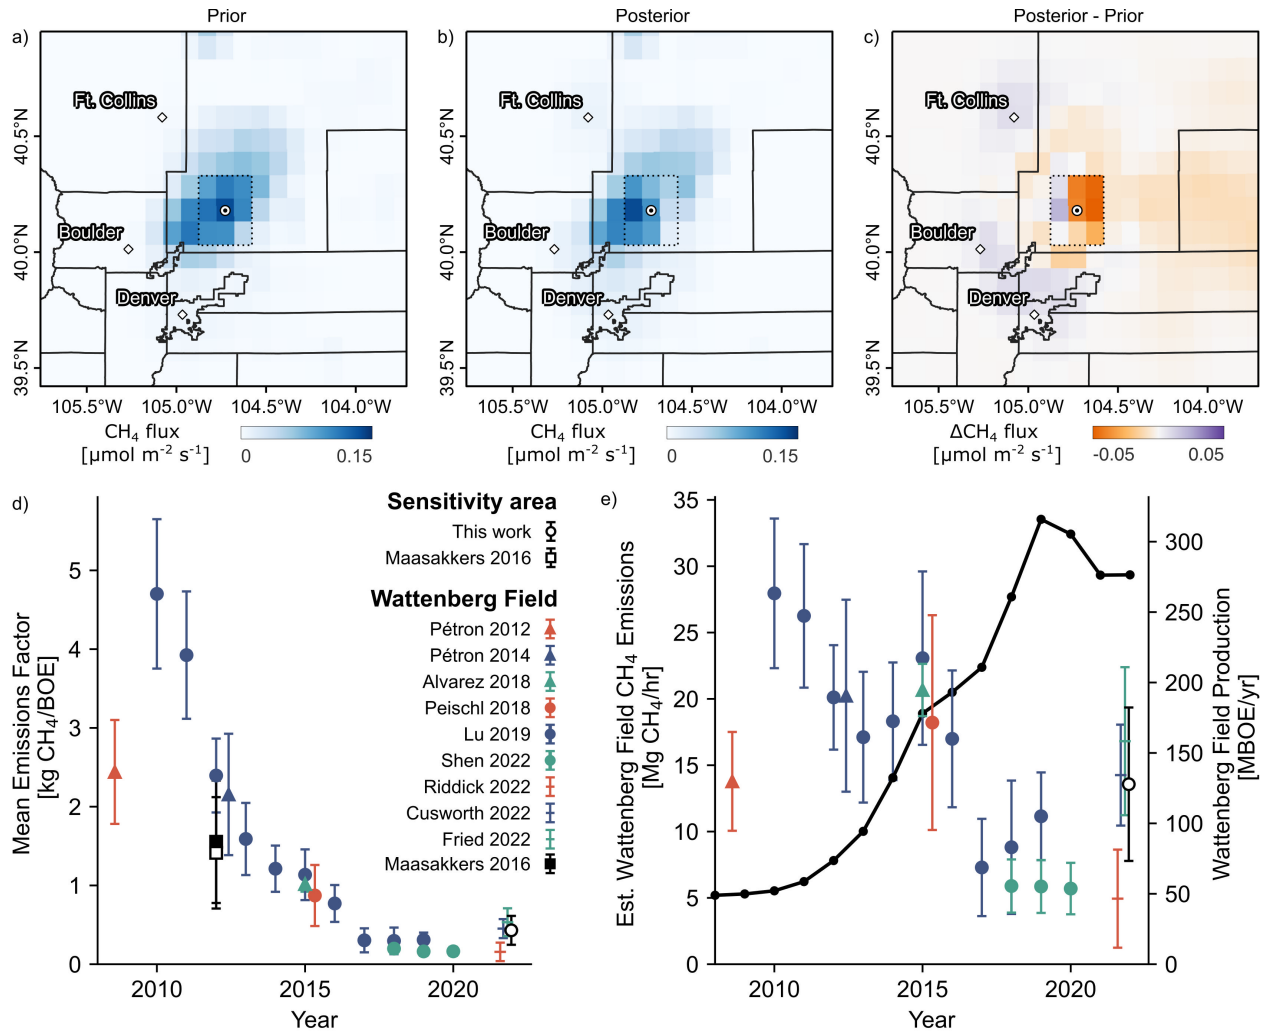 Prior
Posterior
Posterior - Prior
a)
b)
c)
Ft. Collins
Boulder
Denver
40.5°N
40.0°N
39.5°N
105.5°W 105.0°W 104.5°W 104.0°W
CH₄ flux
[µmol m⁻² s⁻¹]
0
0.15
Ft. Collins
Boulder
Denver
40.5°N
40.0°N
39.5°N
105.5°W 105.0°W 104.5°W 104.0°W
CH₄ flux
[µmol m⁻² s⁻¹]
0
0.15
Ft. Collins
Boulder
Denver
40.5°N
40.0°N
39.5°N
105.5°W 105.0°W 104.5°W 104.0°W
ΔCH₄ flux
[µmol m⁻² s⁻¹]
-0.05
0.05
d)
Mean Emissions Factor
[kg CH₄/BOE]
5
4
3
2
1
0
2010 2015 2020
Year
Sensitivity area
This work
Maasakkers 2016
Wattenberg Field
Pétron 2012
Pétron 2014
Alvarez 2018
Peischl 2018
Lu 2019
Shen 2022
Riddick 2022
Cusworth 2022
Fried 2022
Maasakkers 2016
e)
Est. Wattenberg Field CH₄ Emissions
[Mg CH₄/hr]
35
30
25
20
15
10
5
0
2010 2015 2020
Year
300
250
200
150
100
50
0
Wattenberg Field Production
[MBOE/yr]